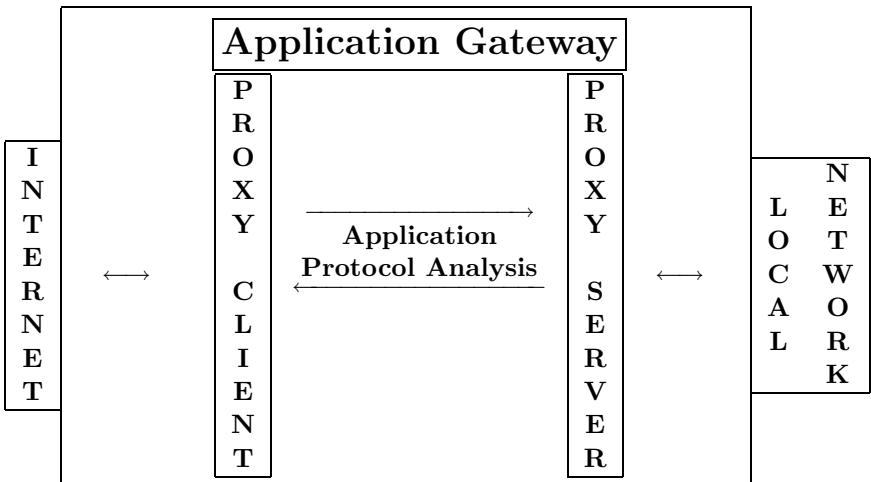 Application Gateway
INTERNET
PROXY CLIENT
Application
Protocol Analysis
PROXY SERVER
LOCAL
NETWORK